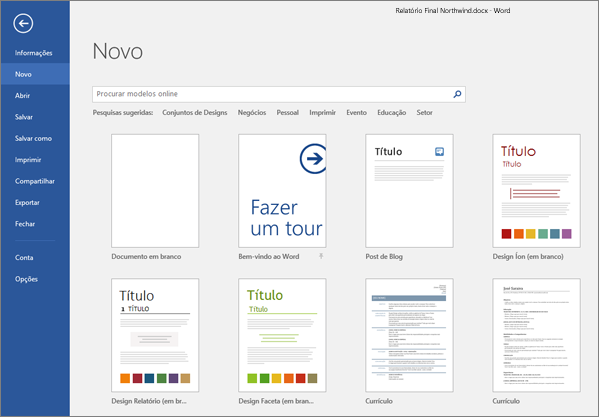 Relatório Final Northwind.docx - Word
Informações
Novo
Abrir
Salvar
Salvar como
Imprimir
Compartilhar
Exportar
Fechar
Conta
Opções
Novo
Procurar modelos online
Pesquisas sugeridas: Conjuntos de Designs Negócios Pessoal Imprimir Evento Educação Setor
Fazer
um tour
Título
Título
Título
Documento em branco
Bem-vindo ao Word
Post de Blog
Design Íon (em branco)
Título
1 TÍTULO
Título
Título
Design Relatório (em br...
Design Faceta (em bran...
Currículo
Currículo